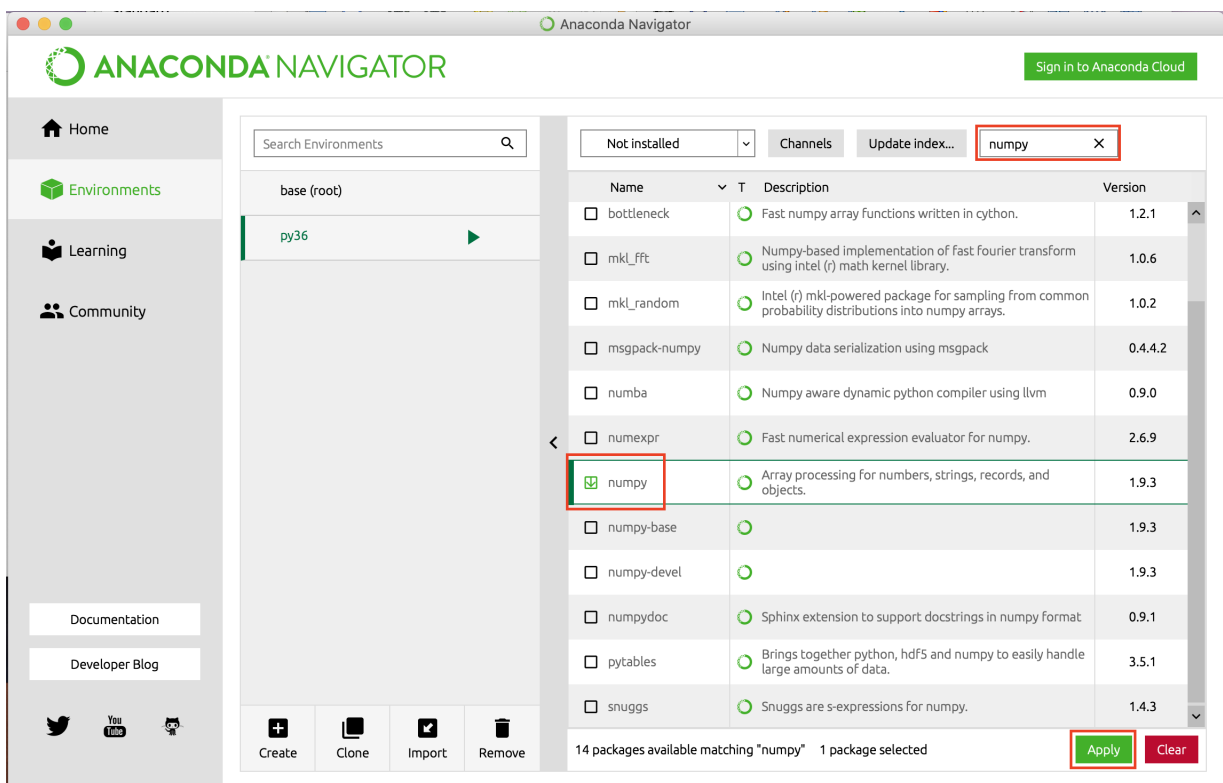 Anaconda Navigator
ANACONDA NAVIGATOR
Sign in to Anaconda Cloud
Home
Environments
Learning
Community
Documentation
Developer Blog
You
Tube
Search Environments
base (root)
py36
Create
Clone
Import
Remove
Not installed
Channels
Update index...
numpy
Name T Description Version
bottleneck Fast numpy array functions written in cython. 1.2.1
mkl_fft Numpy-based implementation of fast fourier transform
using intel (r) math kernel library. 1.0.6
mkl_random Intel (r) mkl-powered package for sampling from common
probability distributions into numpy arrays. 1.0.2
msgpack-numpy Numpy data serialization using msgpack 0.4.4.2
numba Numpy aware dynamic python compiler using llvm 0.9.0
numexpr Fast numerical expression evaluator for numpy. 2.6.9
numpy Array processing for numbers, strings, records, and
objects. 1.9.3
numpy-base 1.9.3
numpy-devel 1.9.3
numpydoc Sphinx extension to support docstrings in numpy format 0.9.1
pytables Brings together python, hdf5 and numpy to easily handle
large amounts of data. 3.5.1
snuggs Snuggs are s-expressions for numpy. 1.4.3
14 packages available matching "numpy" 1 package selected
Apply
Clear